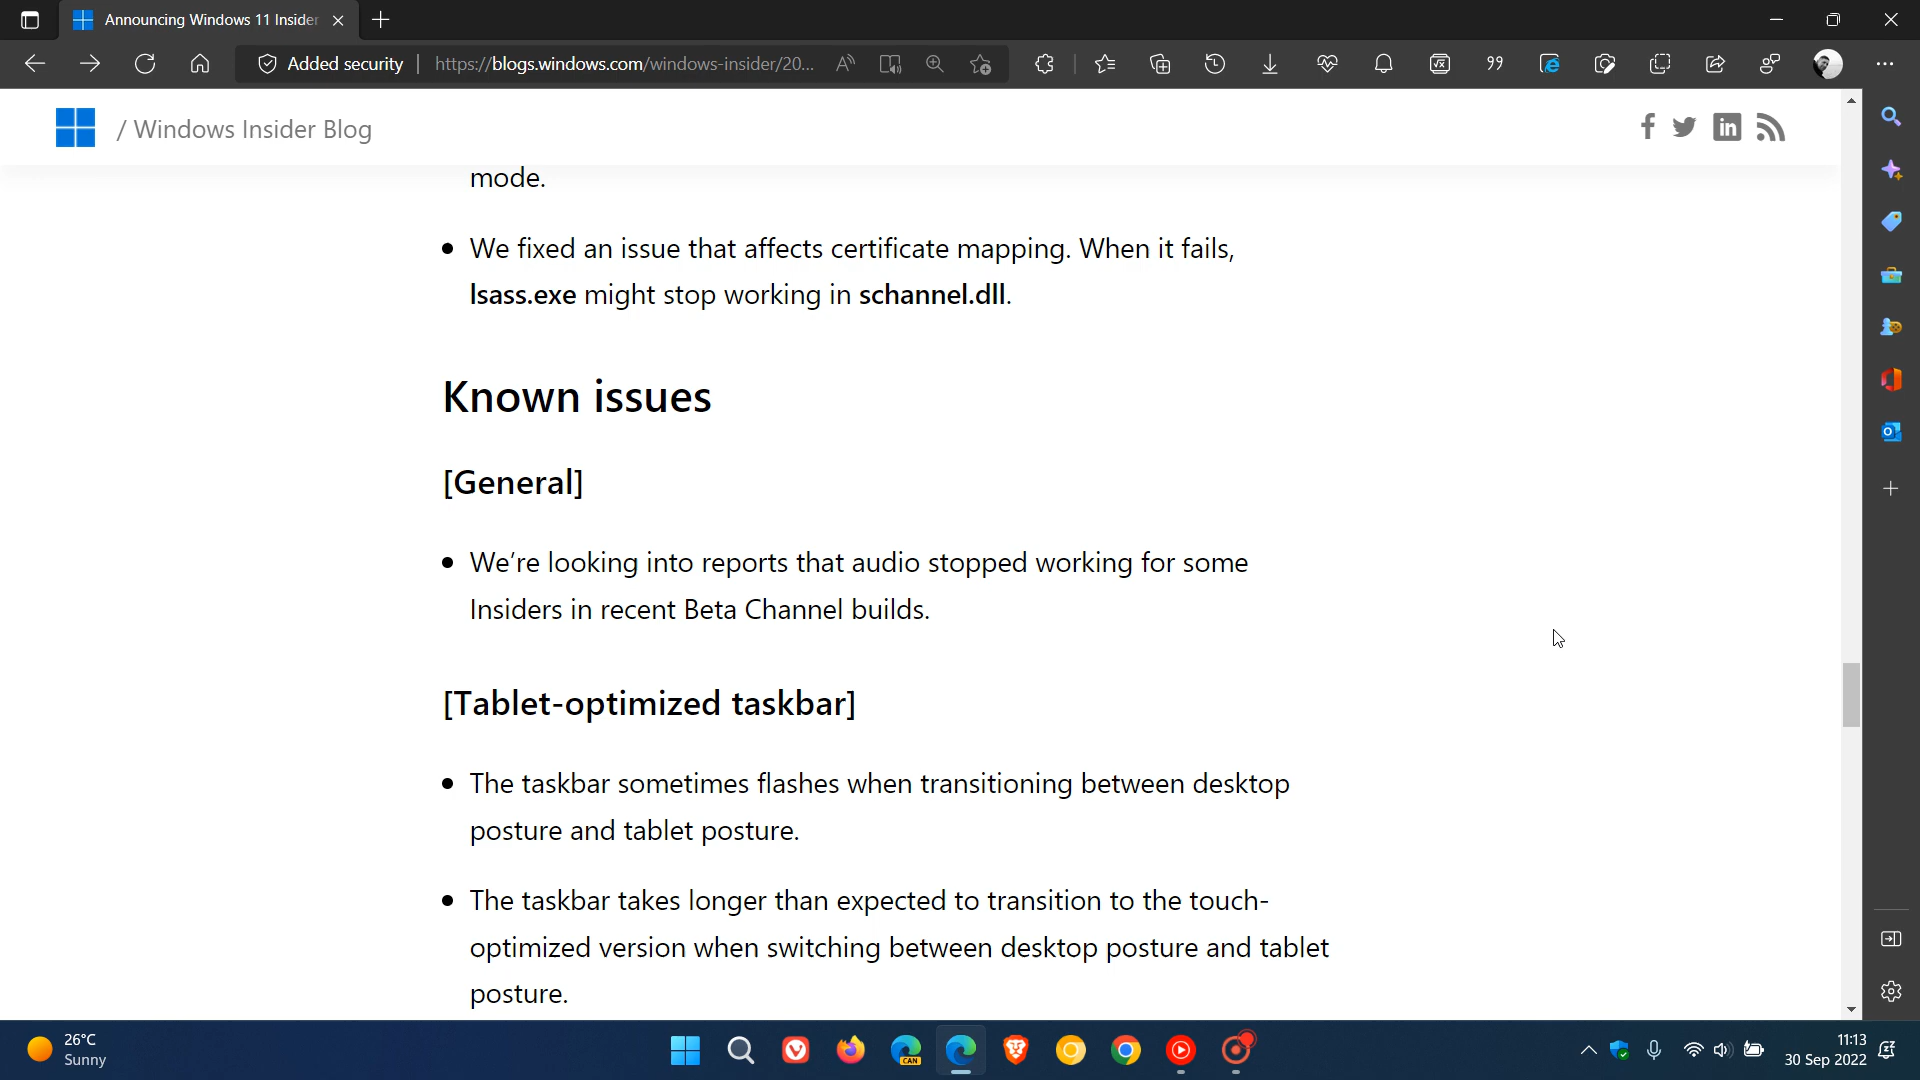 Announcing Windows 11 Insider
Added security
https://blogs.windows.com/windows-insider/20...
/ Windows Insider Blog
mode.
We fixed an issue that affects certificate mapping. When it fails,
lsass.exe might stop working in schannel.dll.
Known issues
[General]
We’re looking into reports that audio stopped working for some
Insiders in recent Beta Channel builds.
[Tablet-optimized taskbar]
The taskbar sometimes flashes when transitioning between desktop
posture and tablet posture.
The taskbar takes longer than expected to transition to the touch-
optimized version when switching between desktop posture and tablet
posture.
26°C
Sunny
CAN
11:13
30 Sep 2022